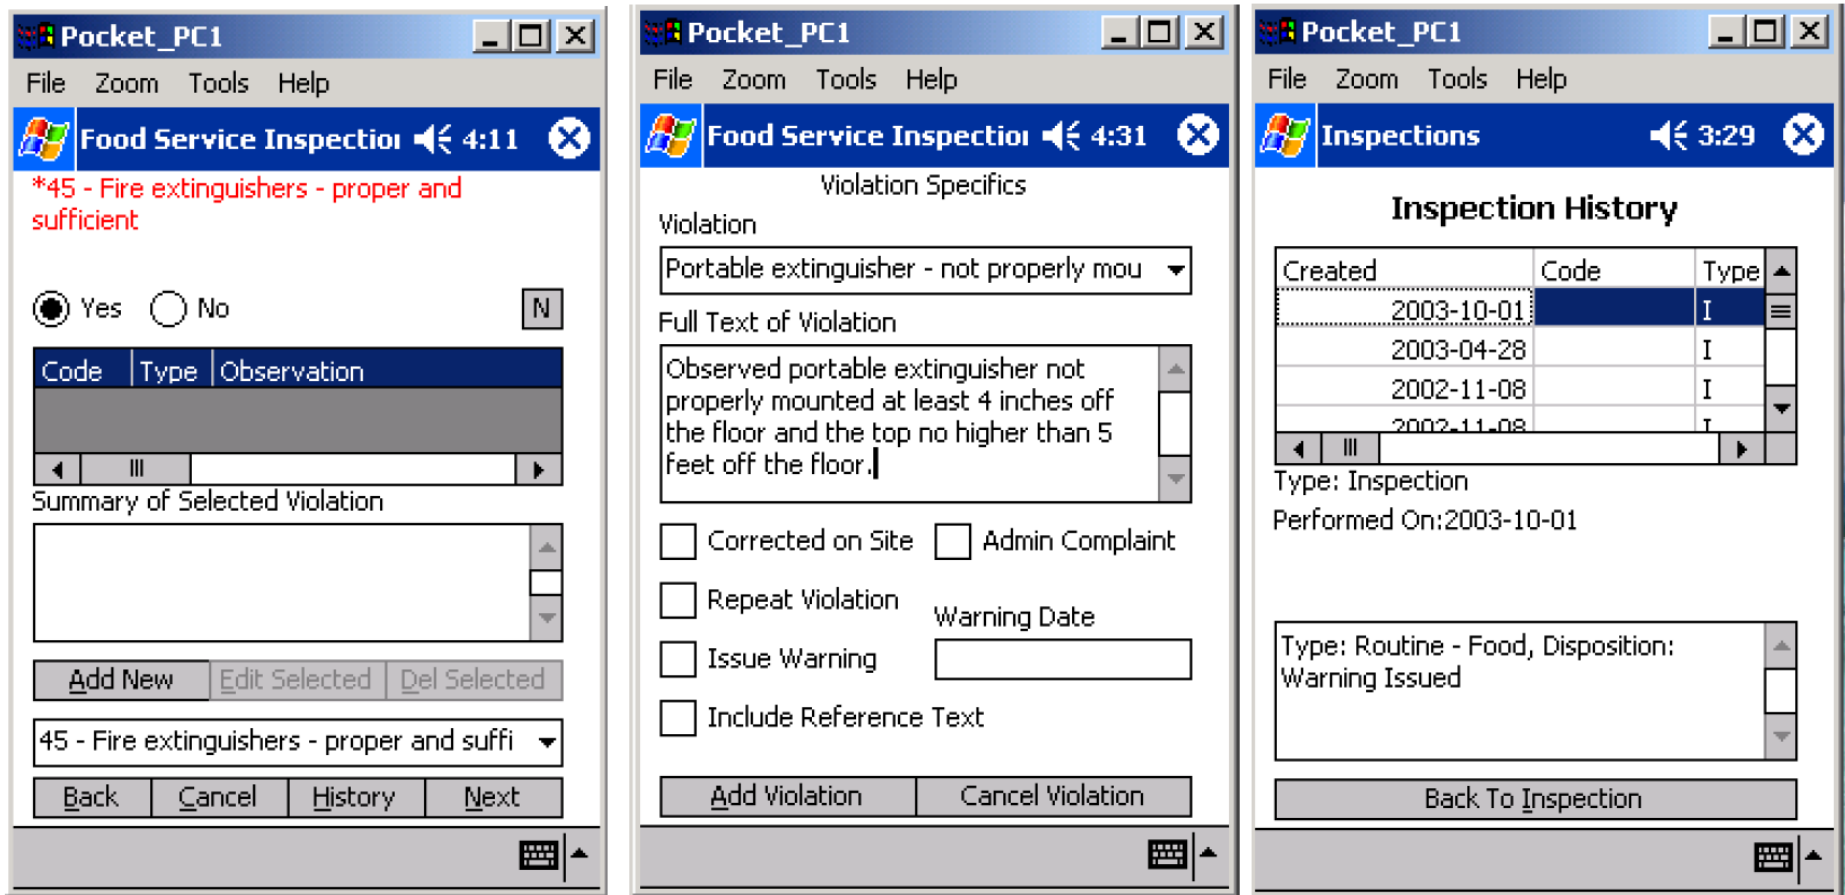 Pocket_PC1
File Zoom Tools Help
Food Service Inspection 4:11
*45 - Fire extinguishers - proper and
sufficient
Yes No N
Code Type Observation
Summary of Selected Violation
Add New Edit Selected Del Selected
45 - Fire extinguishers - proper and suffi
Back Cancel History Next
Pocket_PC1
File Zoom Tools Help
Food Service Inspection 4:31
Violation Specifics
Violation
Portable extinguisher - not properly mou
Full Text of Violation
Observed portable extinguisher not
properly mounted at least 4 inches off
the floor and the top no higher than 5
feet off the floor.
Corrected on Site Admin Complaint
Repeat Violation
Warning Date
Issue Warning
Include Reference Text
Add Violation Cancel Violation
Pocket_PC1
File Zoom Tools Help
Inspections 3:29
Inspection History
Created Code Type
2003-10-01 I
2003-04-28 I
2002-11-08 I
2002-11-08 I
Type: Inspection
Performed On:2003-10-01
Type: Routine - Food, Disposition:
Warning Issued
Back To Inspection